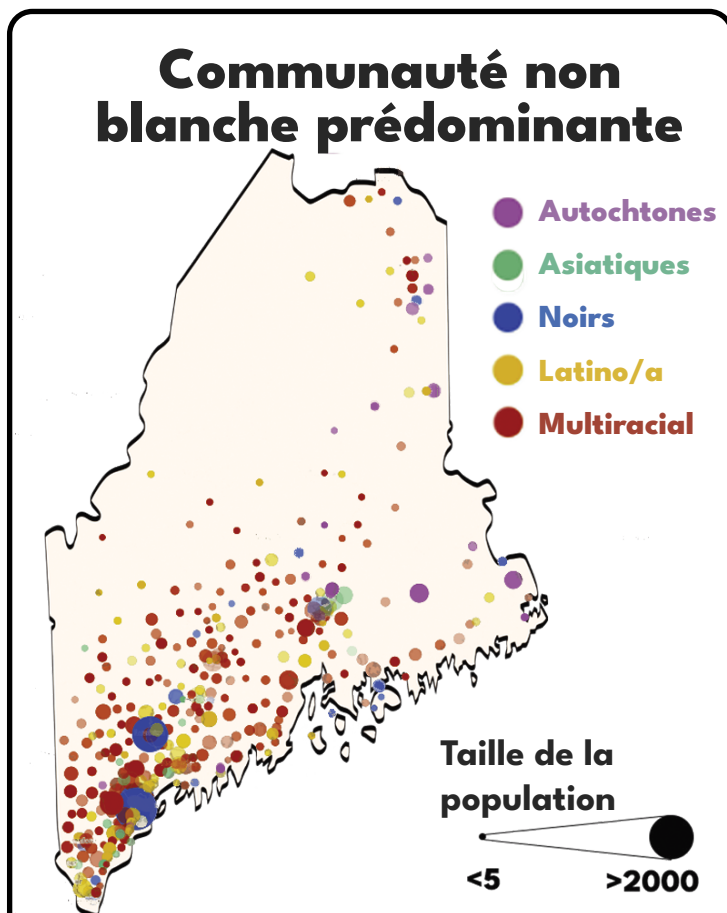 Communauté non
blanche prédominante
Autochtones
Asiatiques
Noirs
Latino/a
Multiracial
Taille de la
population
<5
>2000